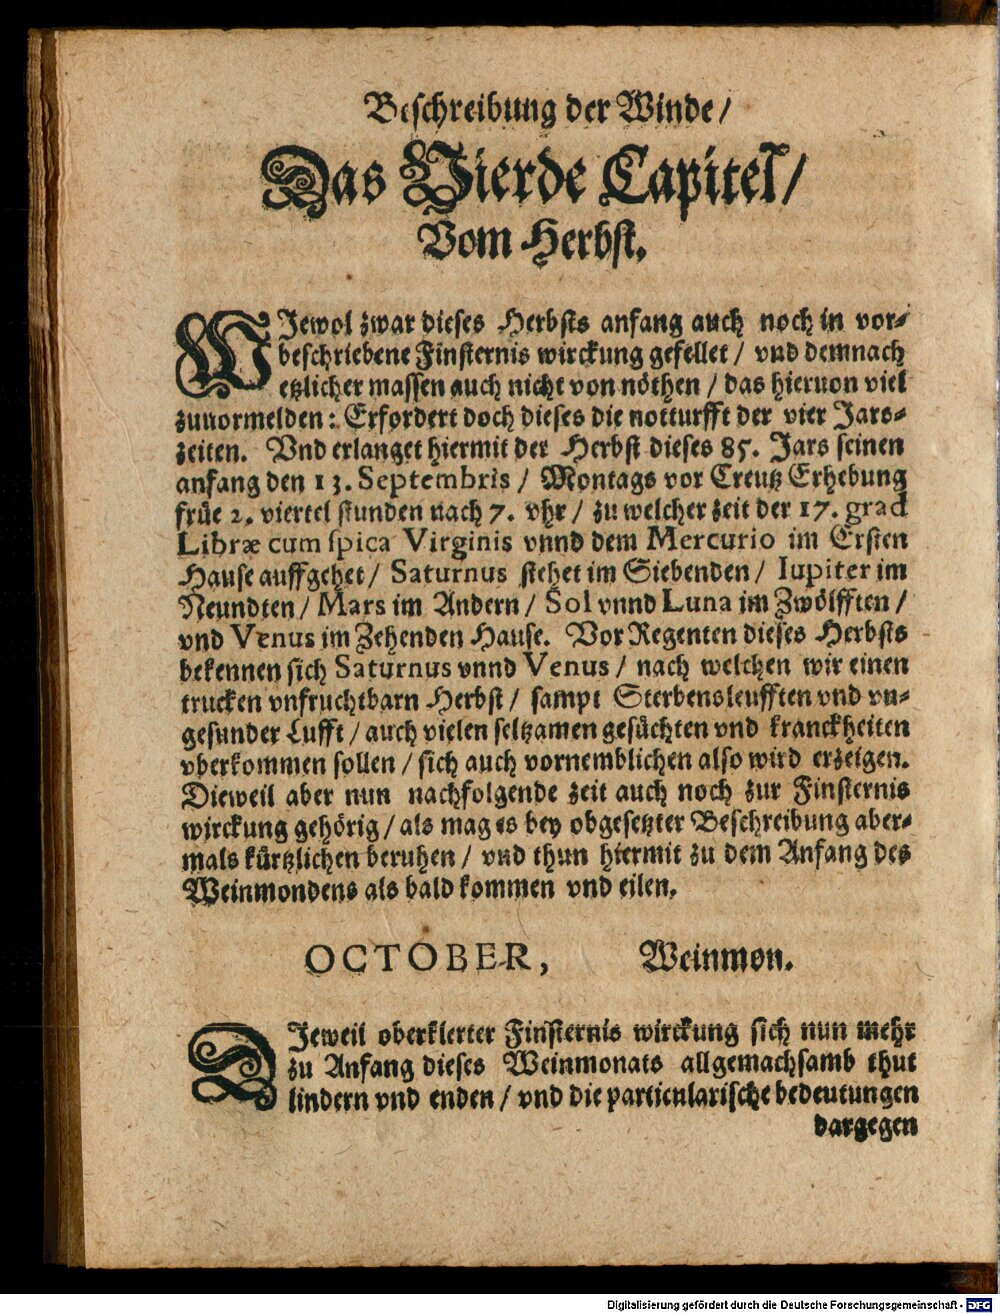 Beschreibung der Winde /
Das Vierde Capitel /
Vom Herbst.
WJewol zwar dieses Herbsts anfang auch noch in vor-
beschriebene Finsternis wirckung gefellet / vnd demnach
etzlicher massen auch nicht von nöthen / das hieruon viel
zuuormelden: Erfordert doch dieses die notturfft der vier Jars-
zeiten. Vnd erlanget hiermit der Herbst dieses 85. Jars seinen
anfang den 13. Septembris / Montags vor Creutz Erhebung
früe 2. viertel stunden nach 7. vhr / zu welcher zeit der 17. grad
Libræ cum spica Virginis vnnd dem Mercurio im Ersten
Hause auffgehet / Saturnus stehet im Siebenden / Iupiter im
Neundten / Mars im Andern / Sol vnnd Luna im Zwölfften /
vnd Venus im Zehenden Hause. Vor Regenten dieses Herbsts
bekennen sich Saturnus vnnd Venus / nach welchen wir einen
trucken vnfruchtbarn Herbst / sampt Sterbensleufften vnd vn-
gesunder Lufft / auch vielen seltzamen gesüchten vnd kranckheiten
vberkommen sollen / sich auch vornemblichen also wird erzeigen.
Dieweil aber nun nachfolgende zeit auch noch zur Finsternis
wirckung gehörig / als mag es bey obgesetzter Beschreibung aber-
mals kürtzlichen beruhen / vnd thun hiermit zu dem Anfang des
Weinmondens als bald kommen vnd eilen.
OCTOBER, Weinmon.
DJeweil oberklerter Finsternis wirckung sich nun mehr
zu Anfang dieses Weinmonats allgemachsamb thut
lindern vnd enden / vnd die particularische bedeutungen
dargegen
Digitalisierung gefördert durch die Deutsche Forschungsgemeinschaft - DFG